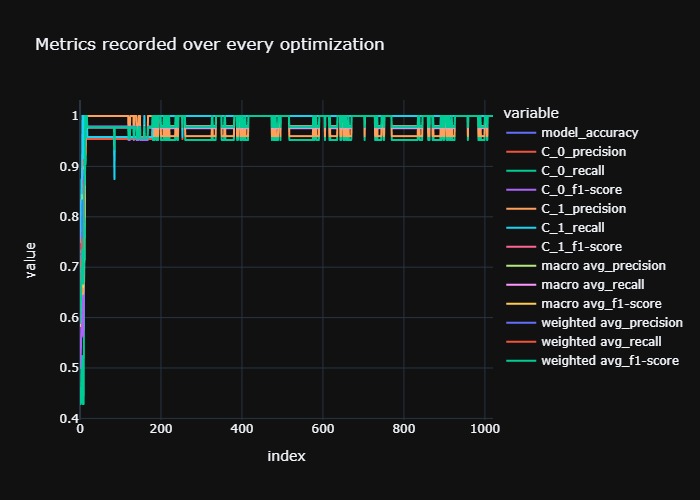 Metrics recorded over every optimization
value
1
0.9
0.8
0.7
0.6
0.5
0.4
0
200
400
600
800
1000
index
variable
model_accuracy
C_0_precision
C_0_recall
C_0_f1-score
C_1_precision
C_1_recall
C_1_f1-score
macro avg_precision
macro avg_recall
macro avg_f1-score
weighted avg_precision
weighted avg_recall
weighted avg_f1-score